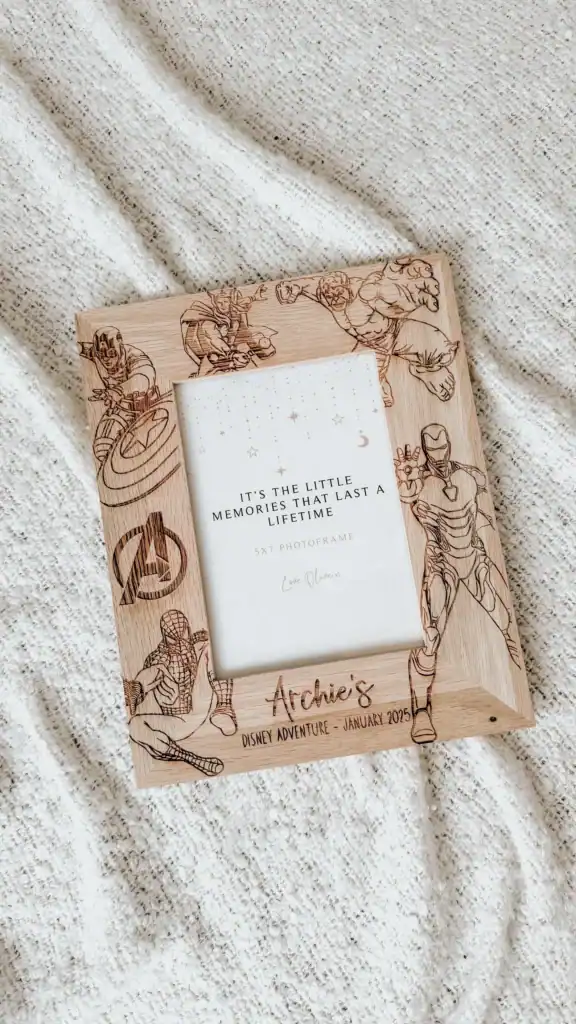 IT'S THE LITTLE
MEMORIES THAT LAST A
LIFETIME
5X7 PHOTOFRAME
Archie's
DISNEY ADVENTURE - JANUARY 2025